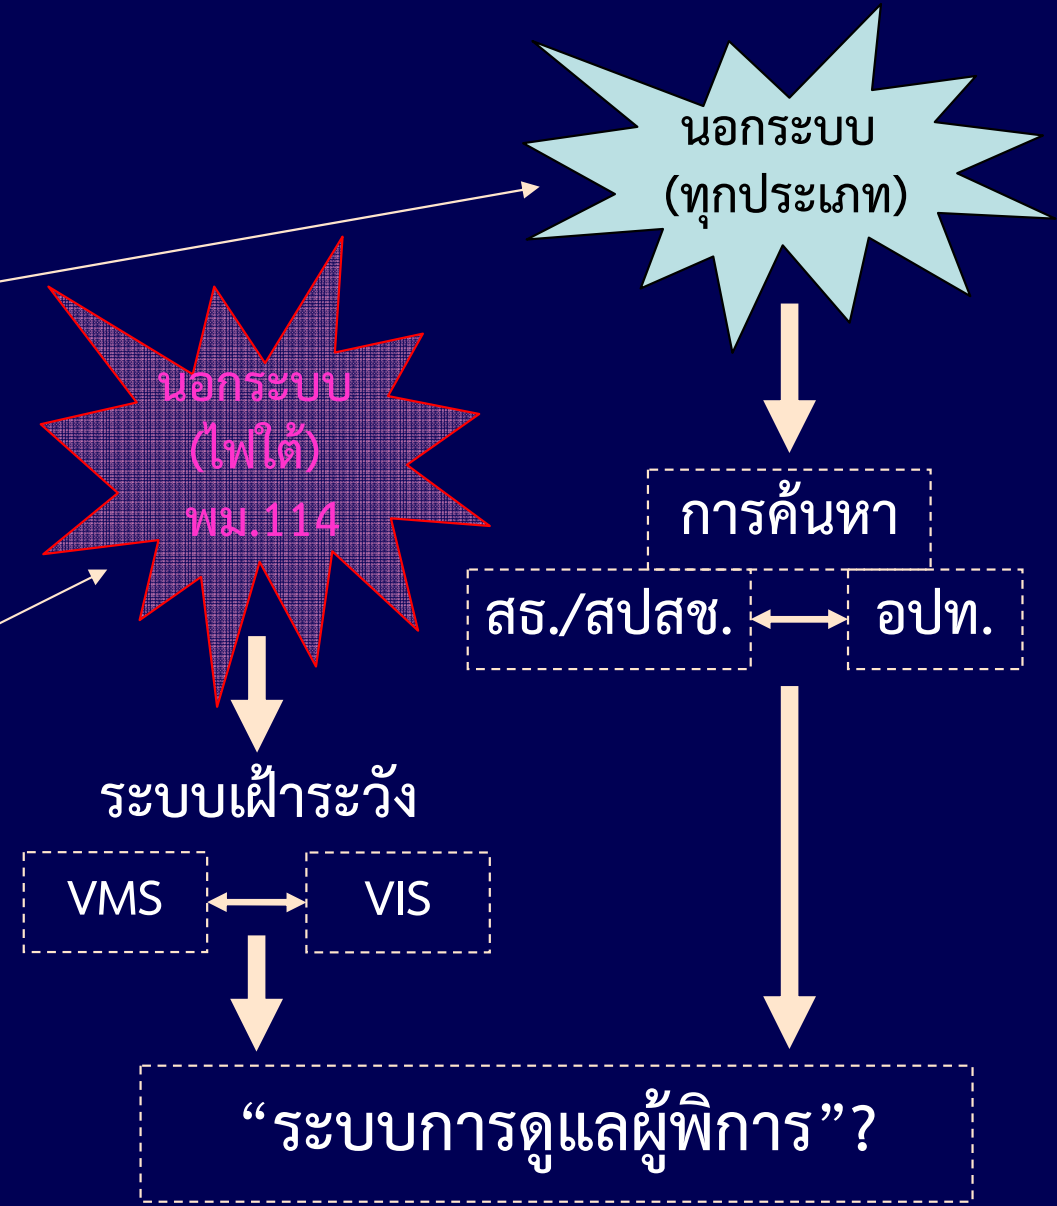 นอกระบบ
(ทุกประเภท)
นอกระบบ
(ไฟใต้)
พม.114
การค้นหา
สธ./สปสช.
อปท.
ระบบเฝ้าระวัง
VMS
VIS
“ระบบการดูแลผู้พิการ”?